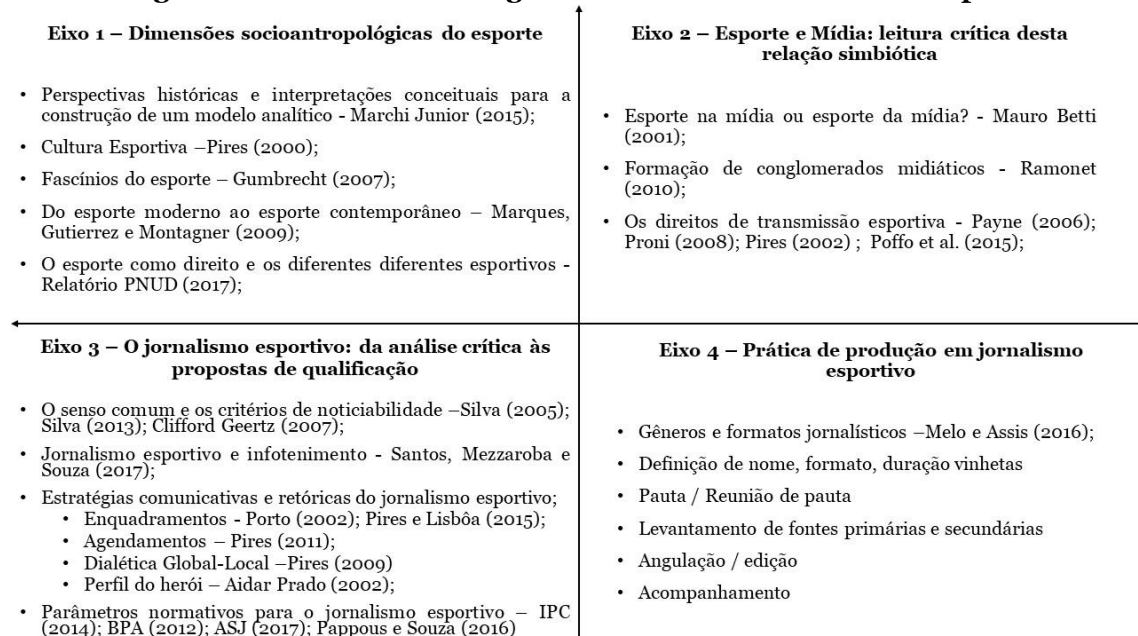 Eixo 1 – Dimensões socioantropológicas do esporte
• Perspectivas históricas e interpretações conceituais para a
construção de um modelo analítico - Marchi Junior (2015);
• Cultura Esportiva –Pires (2000);
• Fascínios do esporte – Gumbrecht (2007);
• Do esporte moderno ao esporte contemporâneo – Marques,
Gutierrez e Montagner (2009);
• O esporte como direito e os diferentes diferentes esportivos -
Relatório PNUD (2017);
Eixo 2 – Esporte e Mídia: leitura crítica desta
relação simbiótica
• Esporte na mídia ou esporte da mídia? - Mauro Betti
(2001);
• Formação de conglomerados midiáticos - Ramonet
(2010);
• Os direitos de transmissão esportiva - Payne (2006);
Proni (2008); Pires (2002) ; Poffo et al. (2015);
Eixo 3 – O jornalismo esportivo: da análise crítica às
propostas de qualificação
• O senso comum e os critérios de noticiabilidade –Silva (2005);
Silva (2013); Clifford Geertz (2007);
• Jornalismo esportivo e infotenimento - Santos, Mezzaroba e
Souza (2017);
• Estratégias comunicativas e retóricas do jornalismo esportivo;
• Enquadramentos - Porto (2002); Pires e Lisbôa (2015);
• Agendamentos – Pires (2011);
• Dialética Global-Local –Pires (2009)
• Perfil do herói – Aidar Prado (2002);
• Parâmetros normativos para o jornalismo esportivo – IPC
(2014); BPA (2012); ASJ (2017); Pappous e Souza (2016)
Eixo 4 – Prática de produção em jornalismo
esportivo
• Gêneros e formatos jornalísticos –Melo e Assis (2016);
• Definição de nome, formato, duração vinhetas
• Pauta / Reunião de pauta
• Levantamento de fontes primárias e secundárias
• Angulação / edição
• Acompanhamento